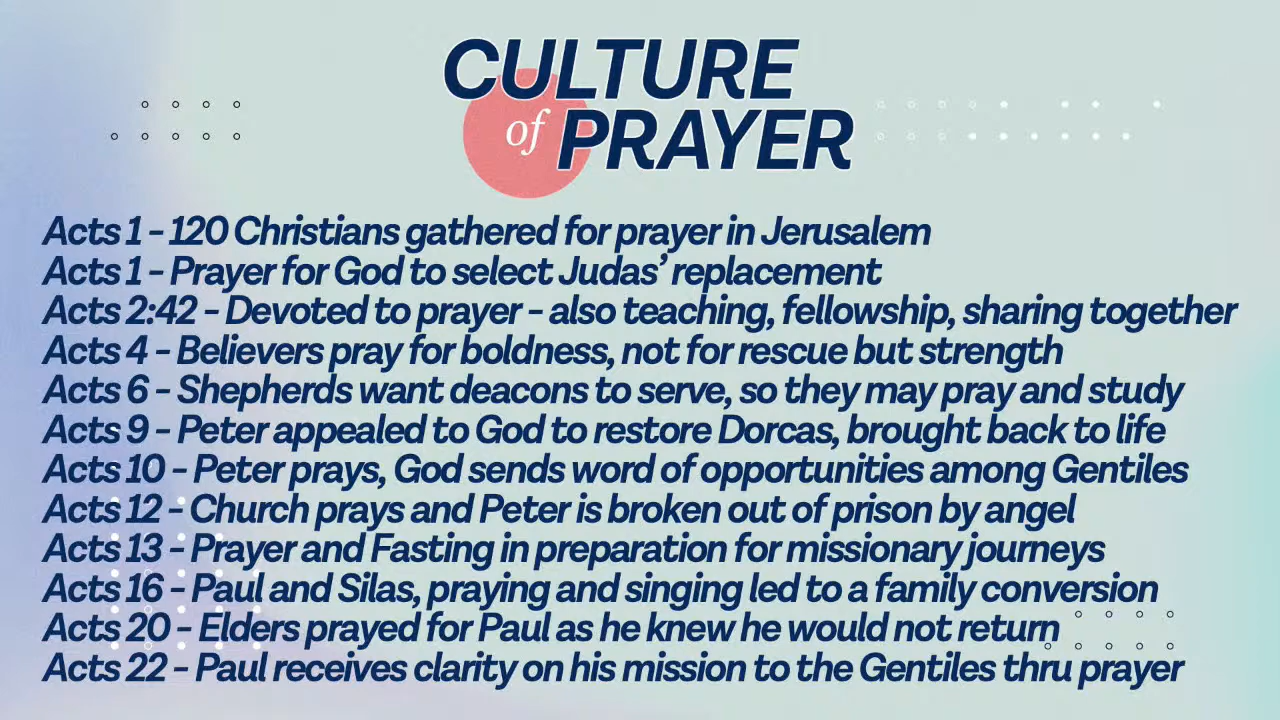 CULTURE
of PRAYER
Acts 1 – 120 Christians gathered for prayer in Jerusalem
Acts 1 – Prayer for God to select Judas’ replacement
Acts 2:42 – Devoted to prayer – also teaching, fellowship, sharing together
Acts 4 – Believers pray for boldness, not for rescue but strength
Acts 6 – Shepherds want deacons to serve, so they may pray and study
Acts 9 – Peter appealed to God to restore Dorcas, brought back to life
Acts 10 – Peter prays, God sends word of opportunities among Gentiles
Acts 12 – Church prays and Peter is broken out of prison by angel
Acts 13 – Prayer and Fasting in preparation for missionary journeys
Acts 16 – Paul and Silas, praying and singing led to a family conversion
Acts 20 – Elders prayed for Paul as he knew he would not return
Acts 22 – Paul receives clarity on his mission to the Gentiles thru prayer